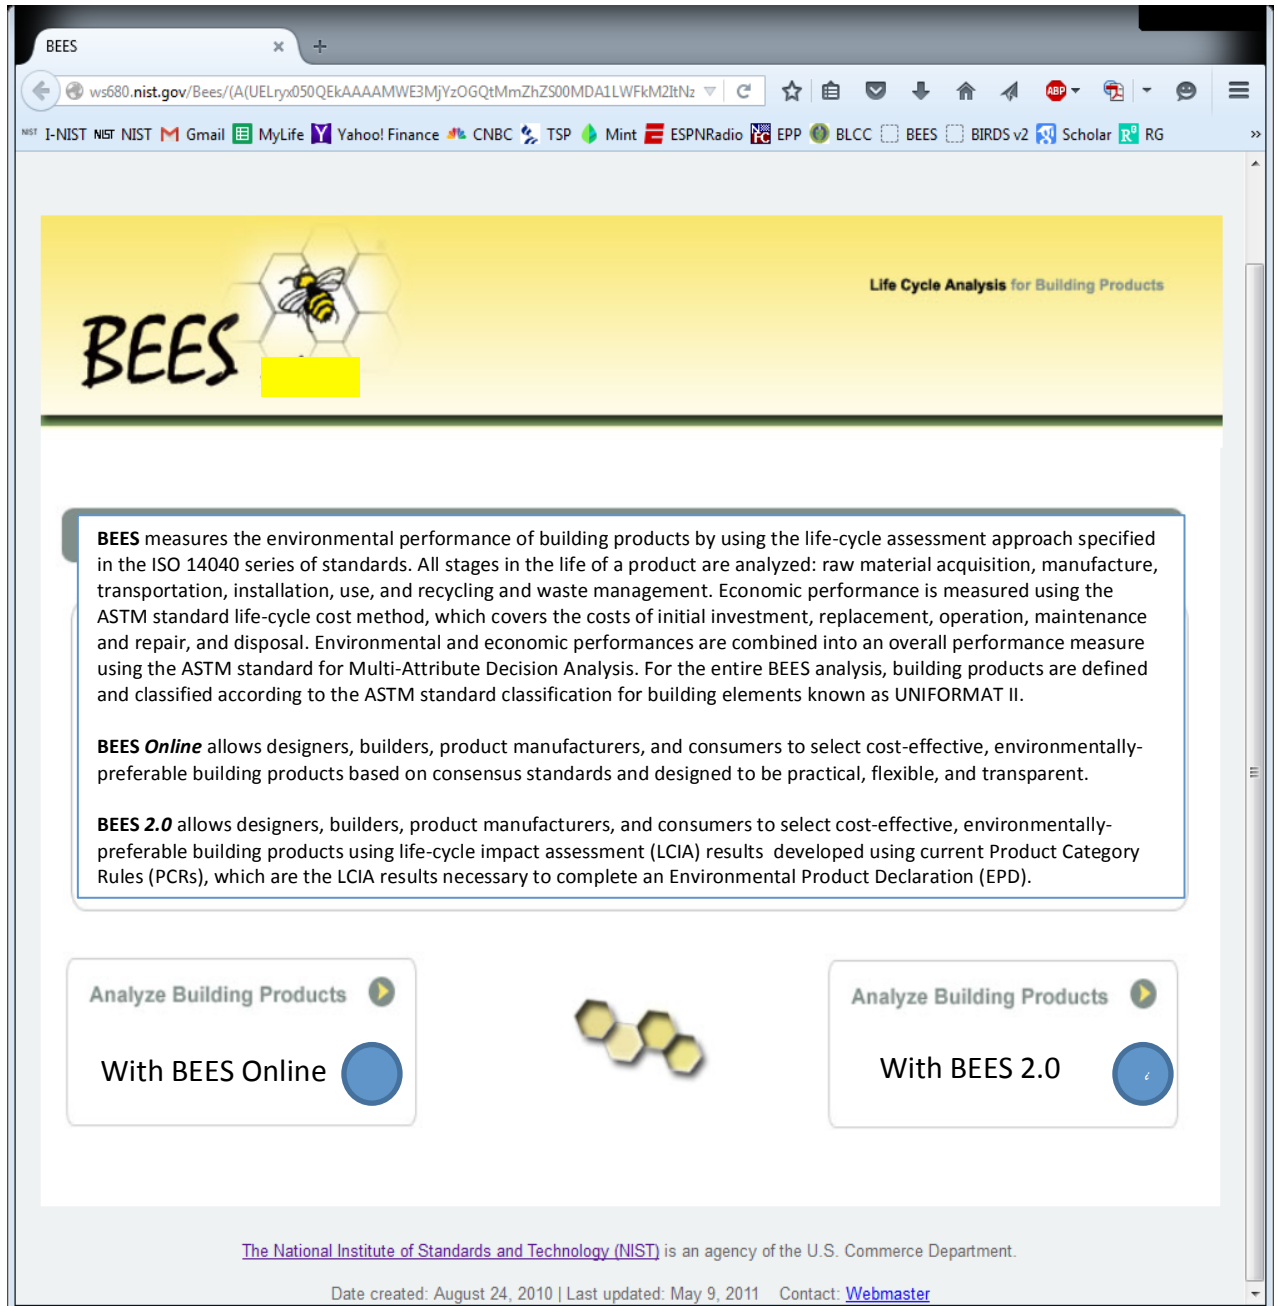 BEES
ws680.nist.gov/Bees/(A(UELryx050QEkAAAAMWE3MjYzOGQtMmZhZS00MDA1LWFkM2ItNz
ABP
NIST I-NIST NIST NIST Gmail MyLife Yahoo! Finance CNBC TSP Mint ESPNRadio EPP BLCC BEES BIRDS v2 Scholar RG RG »
Life Cycle Analysis for Building Products
BEES
BEES measures the environmental performance of building products by using the life-cycle assessment approach specified
in the ISO 14040 series of standards. All stages in the life of a product are analyzed: raw material acquisition, manufacture,
transportation, installation, use, and recycling and waste management. Economic performance is measured using the
ASTM standard life-cycle cost method, which covers the costs of initial investment, replacement, operation, maintenance
and repair, and disposal. Environmental and economic performances are combined into an overall performance measure
using the ASTM standard for Multi-Attribute Decision Analysis. For the entire BEES analysis, building products are defined
and classified according to the ASTM standard classification for building elements known as UNIFORMAT II.
BEES Online allows designers, builders, product manufacturers, and consumers to select cost-effective, environmentally-
preferable building products based on consensus standards and designed to be practical, flexible, and transparent.
BEES 2.0 allows designers, builders, product manufacturers, and consumers to select cost-effective, environmentally-
preferable building products using life-cycle impact assessment (LCIA) results developed using current Product Category
Rules (PCRs), which are the LCIA results necessary to complete an Environmental Product Declaration (EPD).
Analyze Building Products
With BEES Online
Analyze Building Products
With BEES 2.0 i
The National Institute of Standards and Technology (NIST) is an agency of the U.S. Commerce Department.
Date created: August 24, 2010 | Last updated: May 9, 2011 Contact: Webmaster